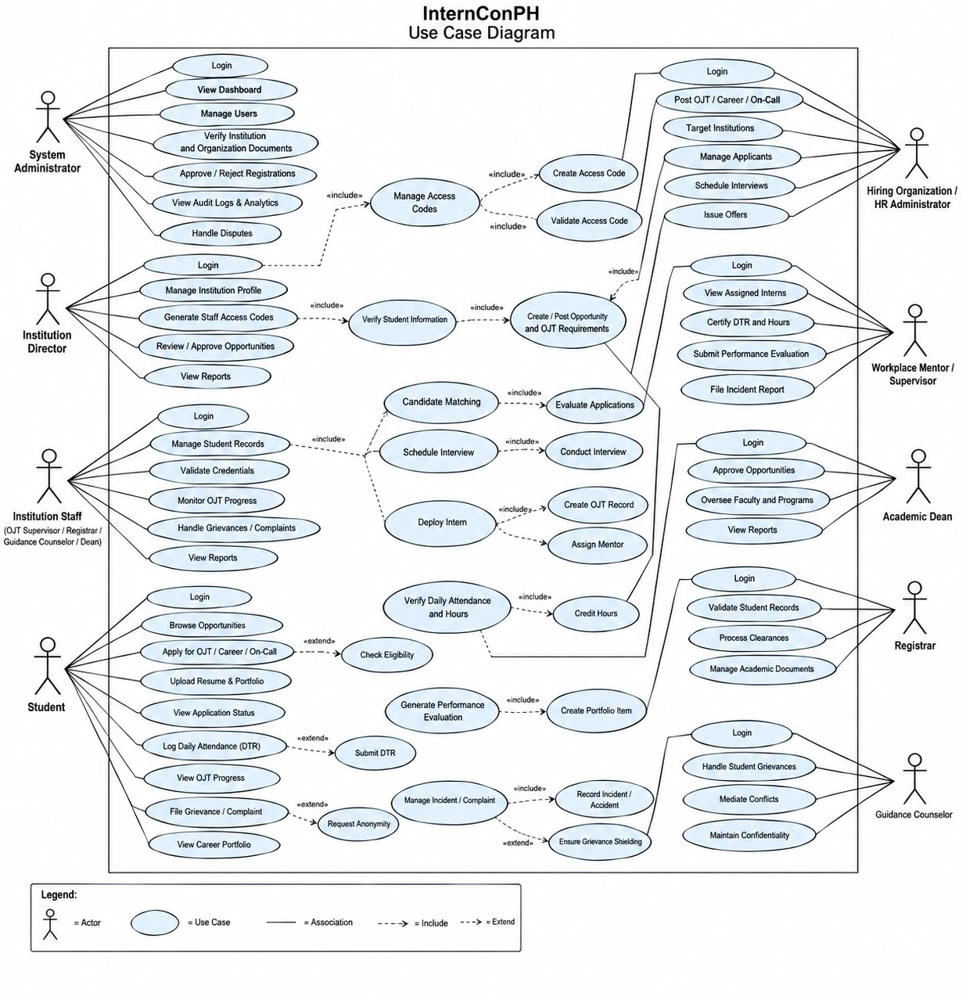 InternConPH
Use Case Diagram
Login
View Dashboard
Manage Users
Verify Institution
and Organization Documents
Approve / Reject Registrations
View Audit Logs & Analytics
Handle Disputes
System
Administrator
Login
Manage Institution Profile
Generate Staff Access Codes
Review / Approve Opportunities
View Reports
Institution
Director
Login
Manage Student Records
Validate Credentials
Monitor OJT Progress
Handle Grievances / Complaints
View Reports
Institution Staff
(OJT Supervisor / Registrar /
Guidance Counselor / Dean)
Login
Browse Opportunities
Apply for OJT / Career / On-Call
Upload Resume & Portfolio
View Application Status
Log Daily Attendance (DTR)
View OJT Progress
File Grievance / Complaint
View Career Portfolio
Student
«include»
Manage Access
Codes
«include»
Create Access Code
«include»
Validate Access Code
«include»
Verify Student Information
«include»
«include»
Create / Post Opportunity
and OJT Requirements
«include»
Candidate Matching
«include»
Evaluate Applications
Schedule Interview
«include»
Conduct Interview
Deploy Intern
«include»
Create OJT Record
Assign Mentor
Verify Daily Attendance
and Hours
«include»
Credit Hours
«extend»
Check Eligibility
Generate Performance
Evaluation
«include»
Create Portfolio Item
«extend»
Submit DTR
«extend»
Request Anonymity
Manage Incident / Complaint
«include»
Record Incident /
Accident
«extend»
Ensure Grievance Shielding
Login
Post OJT / Career / On-Call
Target Institutions
Manage Applicants
Schedule Interviews
Issue Offers
Hiring Organization /
HR Administrator
Login
View Assigned Interns
Certify DTR and Hours
Submit Performance Evaluation
File Incident Report
Workplace Mentor /
Supervisor
Login
Approve Opportunities
Oversee Faculty and Programs
View Reports
Academic Dean
Login
Validate Student Records
Process Clearances
Manage Academic Documents
Registrar
Login
Handle Student Grievances
Mediate Conflicts
Maintain Confidentiality
Guidance Counselor
Legend:
= Actor
= Use Case
= Association
= Include
= Extend